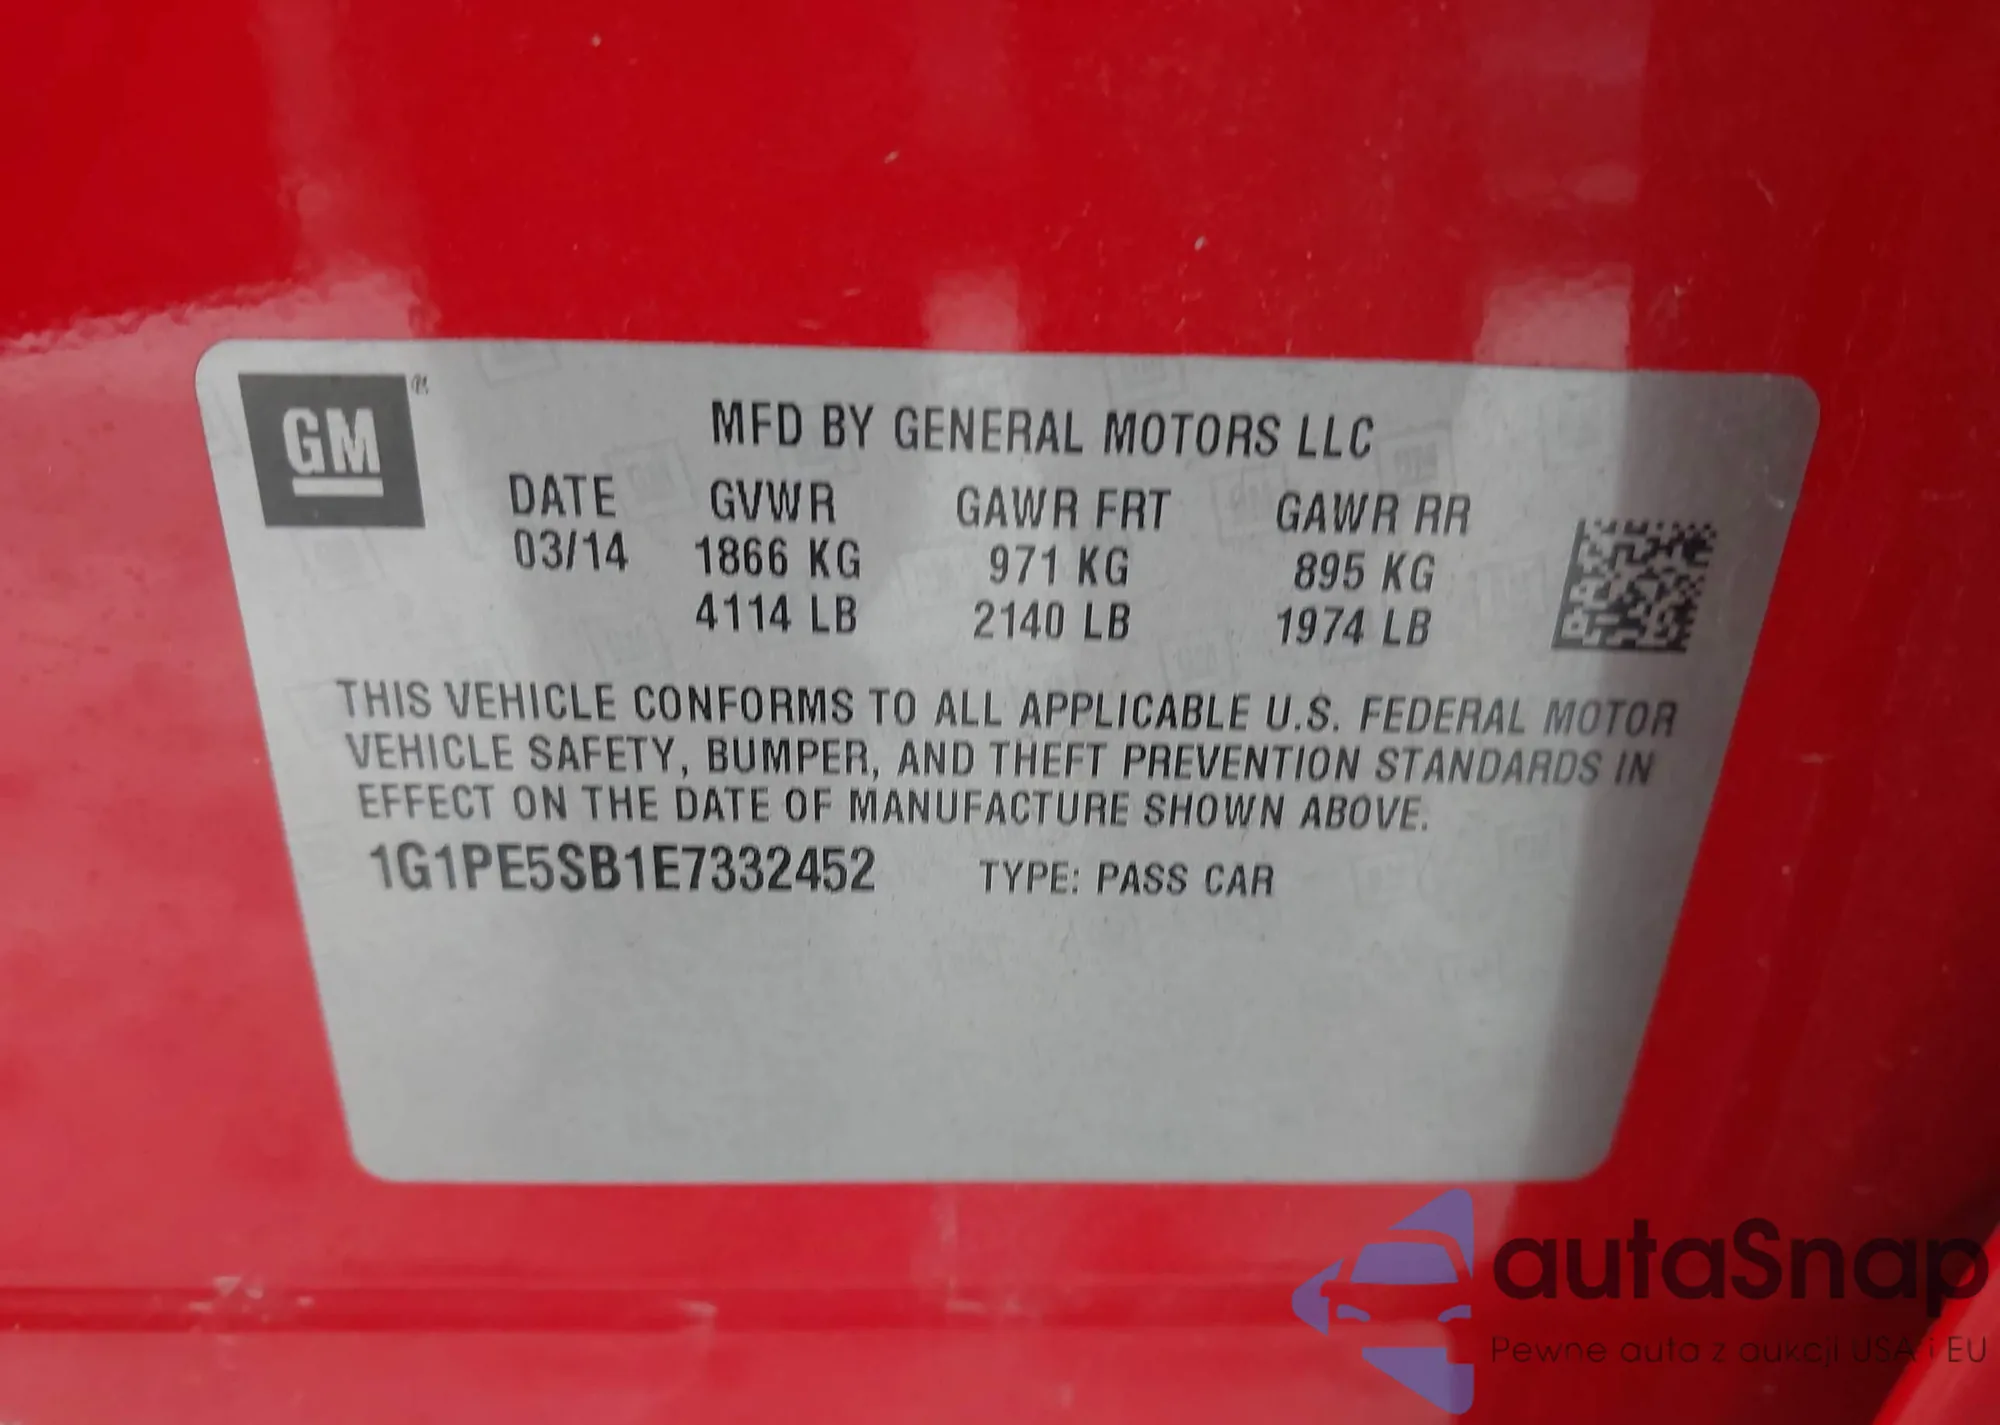 GM®
MFD BY GENERAL MOTORS LLC
DATE GVWR GAWR FRT GAWR RR
03/14 1866 KG 971 KG 895 KG
4114 LB 2140 LB 1974 LB
THIS VEHICLE CONFORMS TO ALL APPLICABLE U.S. FEDERAL MOTOR
VEHICLE SAFETY, BUMPER, AND THEFT PREVENTION STANDARDS IN
EFFECT ON THE DATE OF MANUFACTURE SHOWN ABOVE.
1G1PE5SB1E7332452 TYPE: PASS CAR
autaSnap
Pewne auta z aukcji USA i EU